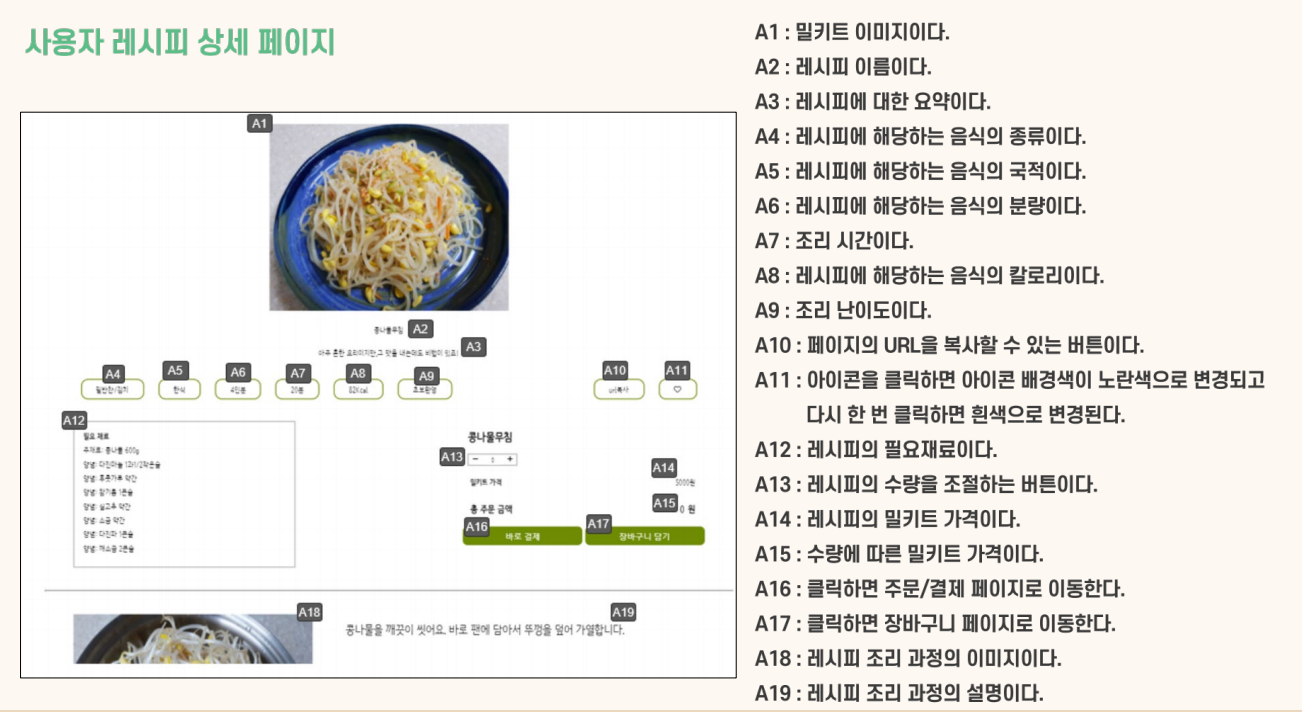 사용자 레시피 상세 페이지
A1
콩나물무침 A2
아주 흔한 요리이지만,그 맛을 내는데도 비법이 있죠! A3
A4 A5 A6 A7 A8 A9 A10 A11
밑반찬/김치 한식 4인분 20분 82Kcal 초보환영 url복사
A12
필요 재료
주재료: 콩나물 600g
양념: 다진마늘 12/1/2작은술
양념: 후춧가루 약간
양념: 참기름 1큰술
양념: 실고추 약간
양념: 소금 약간
양념: 다진파 1큰술
양념: 깨소금 2큰술
콩나물무침
A13 - 0 +
A14
밀키트 가격 5000원
A15
총 주문 금액 0 원
A16 바로 결제
A17 장바구니 담기
A18 A19
콩나물을 깨끗이 씻어요. 바로 팬에 담아서 뚜껑을 덮어 가열합니다.
A1 : 밀키트 이미지이다.
A2 : 레시피 이름이다.
A3 : 레시피에 대한 요약이다.
A4 : 레시피에 해당하는 음식의 종류이다.
A5 : 레시피에 해당하는 음식의 국적이다.
A6 : 레시피에 해당하는 음식의 분량이다.
A7 : 조리 시간이다.
A8 : 레시피에 해당하는 음식의 칼로리이다.
A9 : 조리 난이도이다.
A10 : 페이지의 URL을 복사할 수 있는 버튼이다.
A11 : 아이콘을 클릭하면 아이콘 배경색이 노란색으로 변경되고
다시 한 번 클릭하면 흰색으로 변경된다.
A12 : 레시피의 필요재료이다.
A13 : 레시피의 수량을 조절하는 버튼이다.
A14 : 레시피의 밀키트 가격이다.
A15 : 수량에 따른 밀키트 가격이다.
A16 : 클릭하면 주문/결제 페이지로 이동한다.
A17 : 클릭하면 장바구니 페이지로 이동한다.
A18 : 레시피 조리 과정의 이미지이다.
A19 : 레시피 조리 과정의 설명이다.